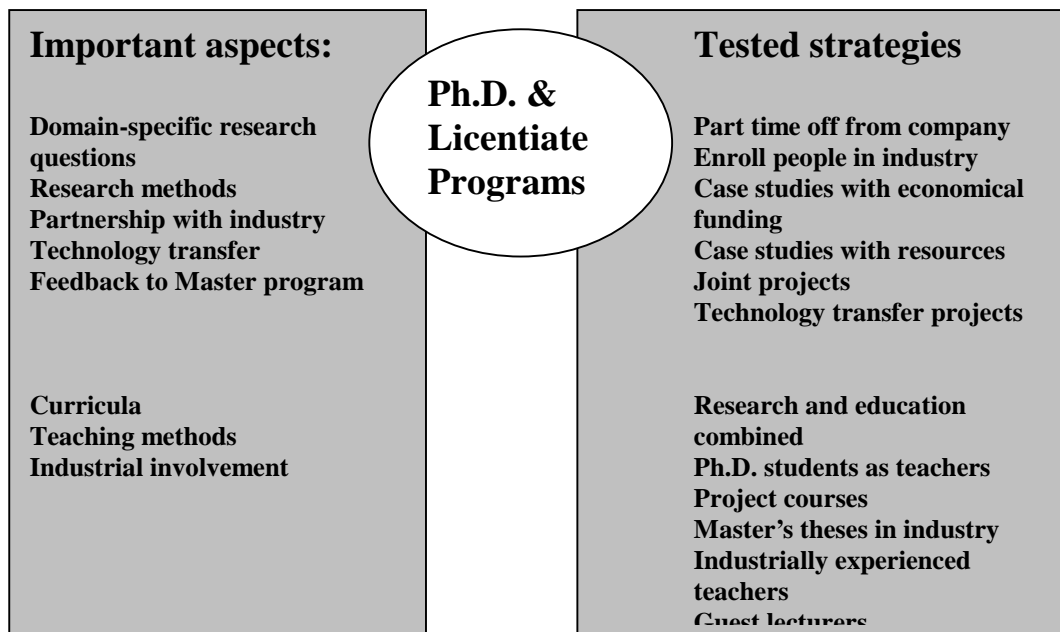 Important aspects:
Domain-specific research
questions
Research methods
Partnership with industry
Technology transfer
Feedback to Master program
Curricula
Teaching methods
Industrial involvement
Ph.D. &
Licentiate
Programs
Tested strategies
Part time off from company
Enroll people in industry
Case studies with economical
funding
Case studies with resources
Joint projects
Technology transfer projects
Research and education
combined
Ph.D. students as teachers
Project courses
Master’s theses in industry
Industrially experienced
teachers
Guest lecturers